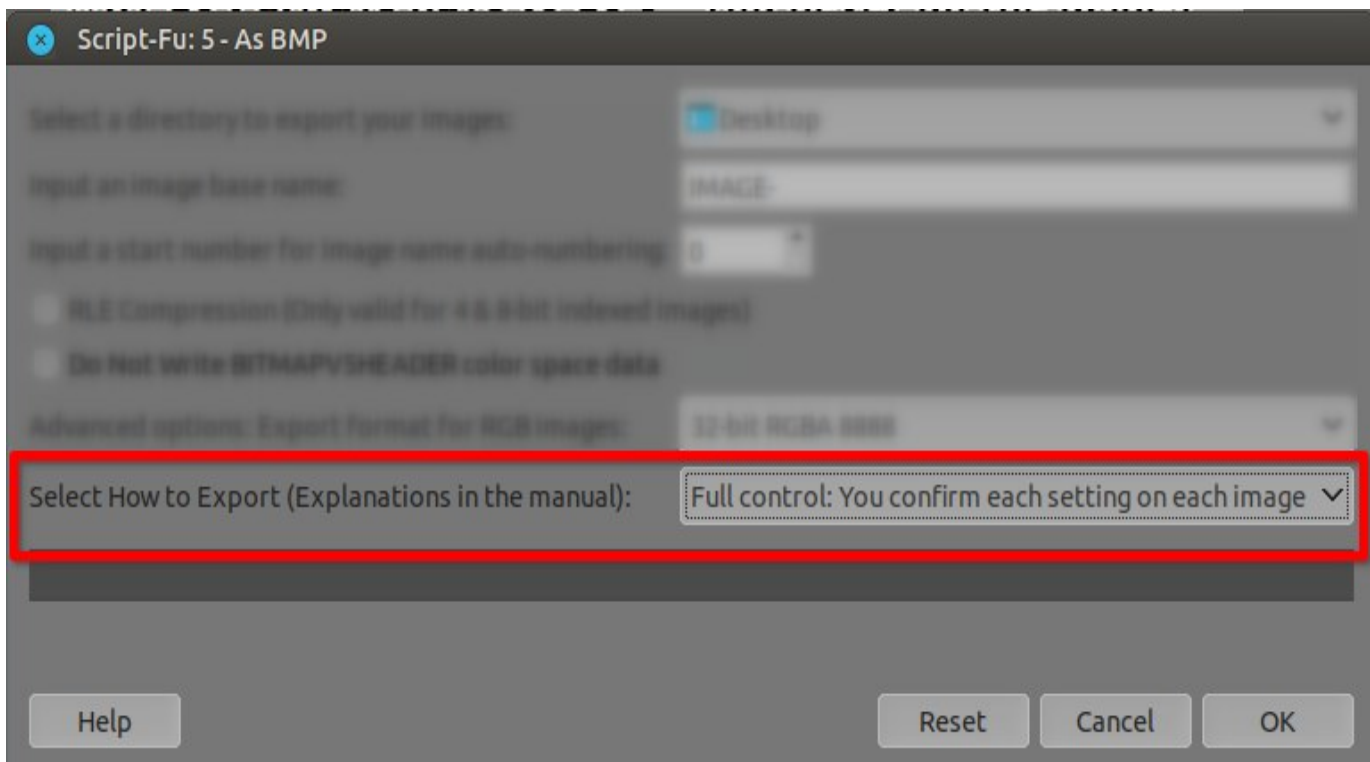 Script-Fu: 5 - As BMP
Select a directory to export your images:
Desktop
Input an image base name:
IMAGE-
Input a start number for image name auto-numbering:
0
RLE Compression (Only valid for 4 & 8-bit indexed images)
Do Not Write BITMAPV5HEADER color space data
Advanced options: Export format for RGB images:
32-bit RGBA 8888
Select How to Export (Explanations in the manual):
Full control: You confirm each setting on each image
Help
Reset
Cancel
OK